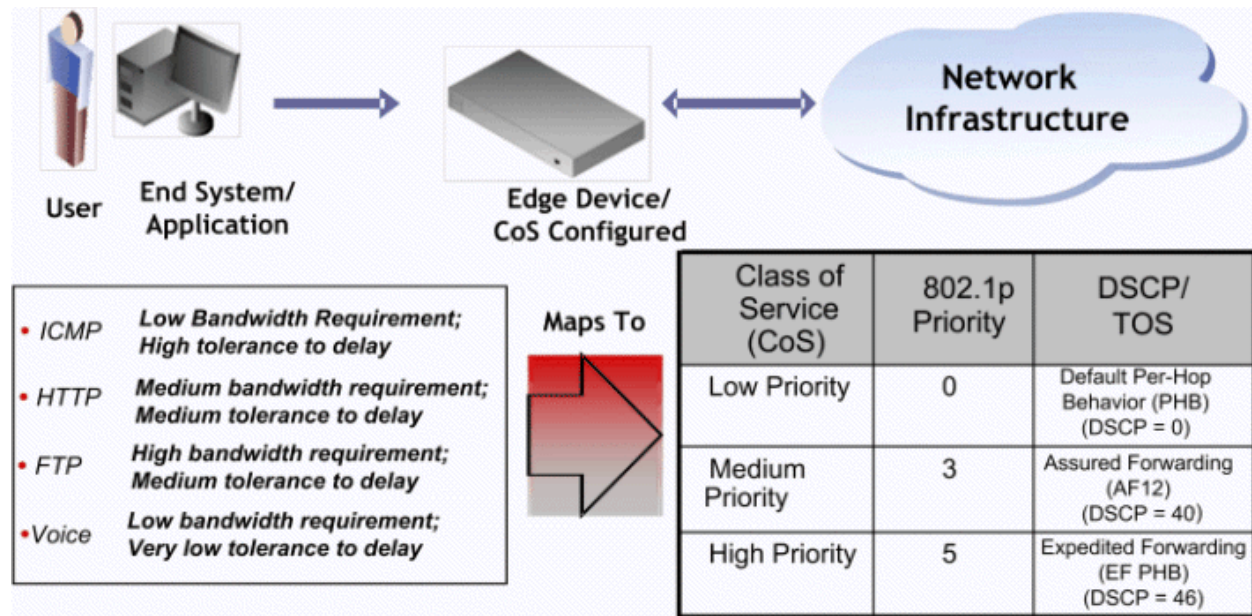 Network
Infrastructure
User
End System/
Application
Edge Device/
CoS Configured
• ICMP Low Bandwidth Requirement;
High tolerance to delay
• HTTP Medium bandwidth requirement;
Medium tolerance to delay
• FTP High bandwidth requirement;
Medium tolerance to delay
•Voice Low bandwidth requirement;
Very low tolerance to delay
Maps To
Class of
Service
(CoS)
802.1p
Priority
DSCP/
TOS
Low Priority
0
Default Per-Hop
Behavior (PHB)
(DSCP = 0)
Medium
Priority
3
Assured Forwarding
(AF12)
(DSCP = 40)
High Priority
5
Expedited Forwarding
(EF PHB)
(DSCP = 46)